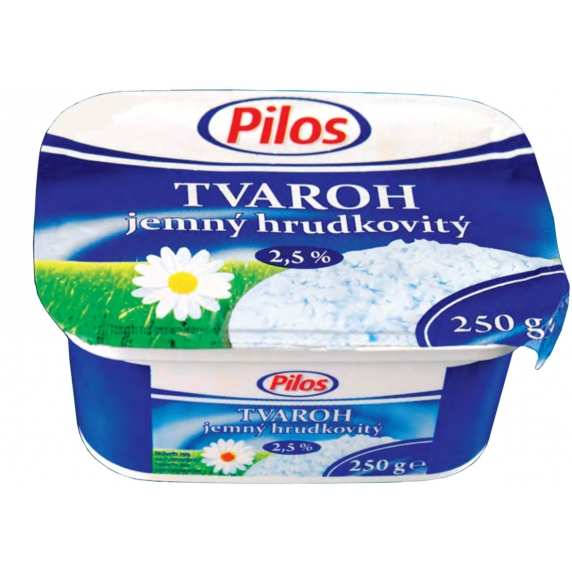 Pilos
TVAROH
jemný hrudkovitý
2,5 %
250 g
Pilos
TVAROH
jemný hrudkovitý
2,5 %
250 g ℮